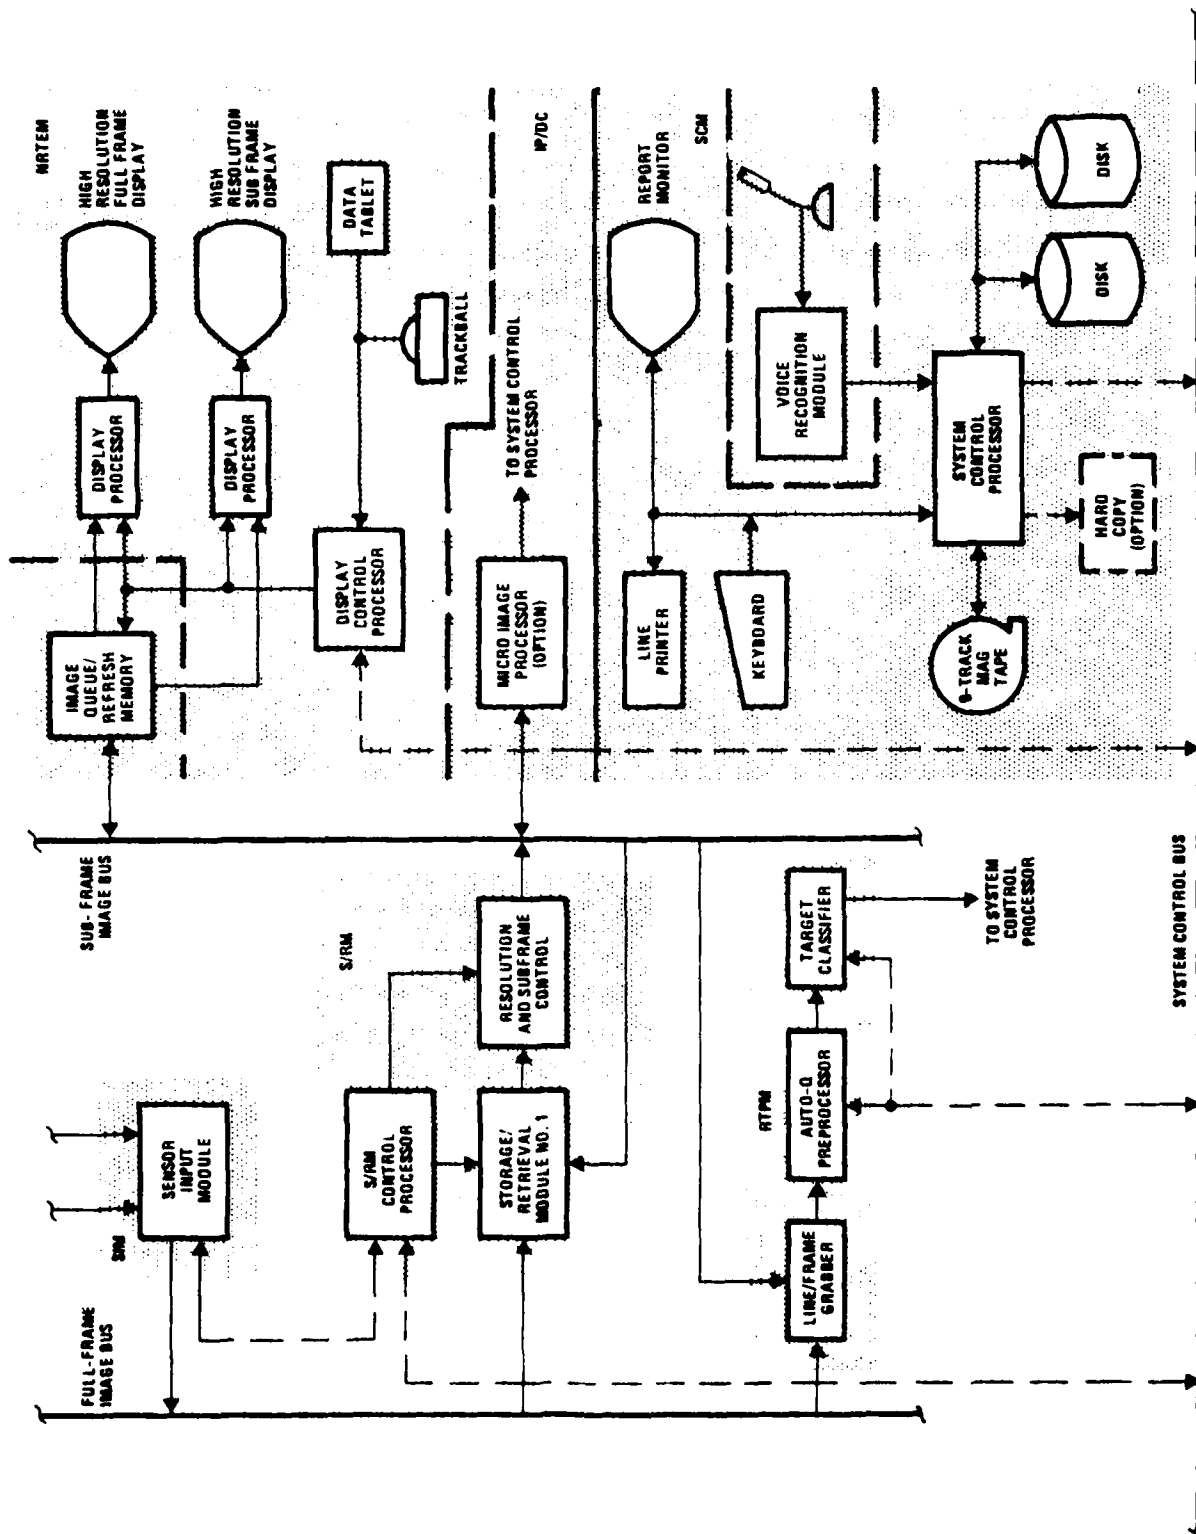 FULL-FRAME
IMAGE BUS
SIM
SENSOR
INPUT
MODULE
SUB-FRAME
IMAGE BUS
S/RM
S/RM
CONTROL
PROCESSOR
STORAGE/
RETRIEVAL
MODULE NO. 1
RESOLUTION
AND SUBFRAME
CONTROL
RTPM
LINE/FRAME
GRABBER
AUTO-Q
PREPROCESSOR
TARGET
CLASSIFIER
TO SYSTEM
CONTROL
PROCESSOR
SYSTEM CONTROL BUS
NRTEM
IMAGE
QUEUE/
REFRESH
MEMORY
DISPLAY
PROCESSOR
HIGH
RESOLUTION
FULL FRAME
DISPLAY
DISPLAY
PROCESSOR
HIGH
RESOLUTION
SUB FRAME
DISPLAY
DISPLAY
CONTROL
PROCESSOR
DATA
TABLET
TRACKBALL
IP/DC
MICRO IMAGE
PROCESSOR
(OPTION)
TO SYSTEM CONTROL
PROCESSOR
LINE
PRINTER
REPORT
MONITOR
SCM
KEYBOARD
VOICE
RECOGNITION
MODULE
9-TRACK
MAG
TAPE
SYSTEM
CONTROL
PROCESSOR
DISK
DISK
HARD
COPY
(OPTION)